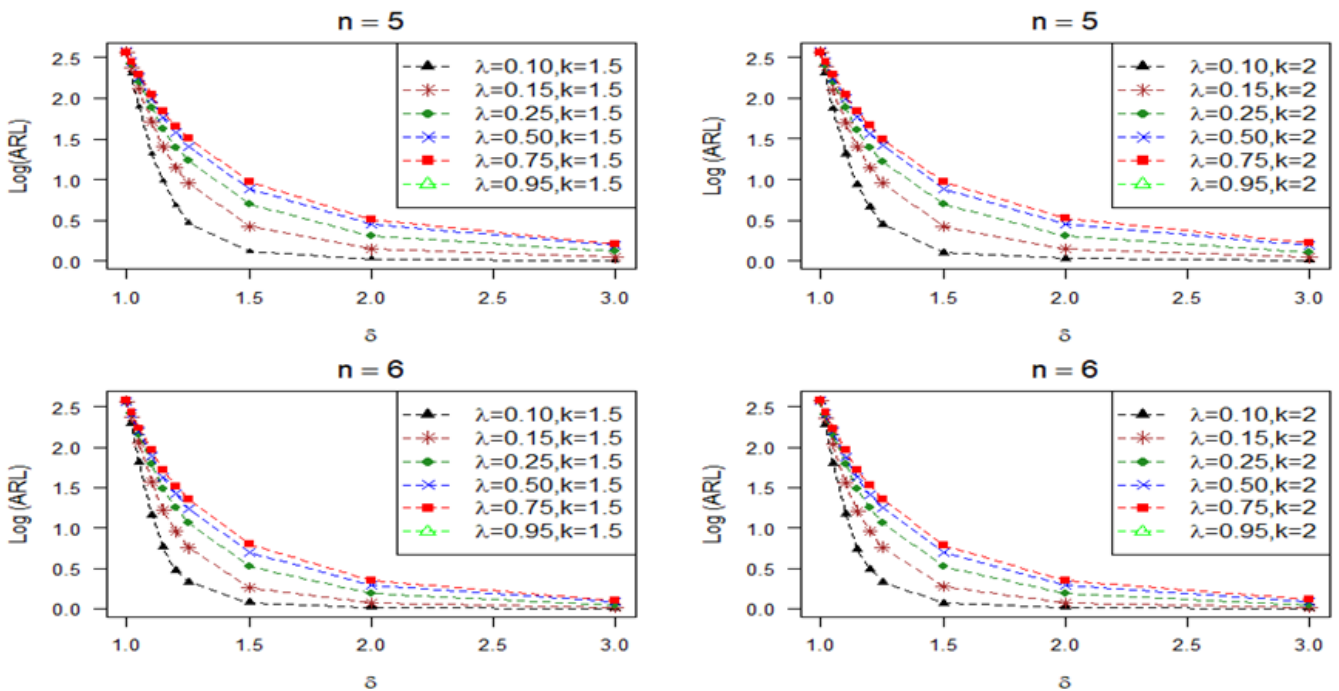 n = 5
Log(ARL)
2.5
2.0
1.5
1.0
0.5
0.0
λ=0.10,k=1.5
λ=0.15,k=1.5
λ=0.25,k=1.5
λ=0.50,k=1.5
λ=0.75,k=1.5
λ=0.95,k=1.5
1.0 1.5 2.0 2.5 3.0
δ
n = 5
Log (ARL)
2.5
2.0
1.5
1.0
0.5
0.0
λ=0.10,k=2
λ=0.15,k=2
λ=0.25,k=2
λ=0.50,k=2
λ=0.75,k=2
λ=0.95,k=2
1.0 1.5 2.0 2.5 3.0
δ
n = 6
Log (ARL)
2.5
2.0
1.5
1.0
0.5
0.0
λ=0.10,k=1.5
λ=0.15,k=1.5
λ=0.25,k=1.5
λ=0.50,k=1.5
λ=0.75,k=1.5
λ=0.95,k=1.5
1.0 1.5 2.0 2.5 3.0
δ
n = 6
Log (ARL)
2.5
2.0
1.5
1.0
0.5
0.0
λ=0.10,k=2
λ=0.15,k=2
λ=0.25,k=2
λ=0.50,k=2
λ=0.75,k=2
λ=0.95,k=2
1.0 1.5 2.0 2.5 3.0
δ